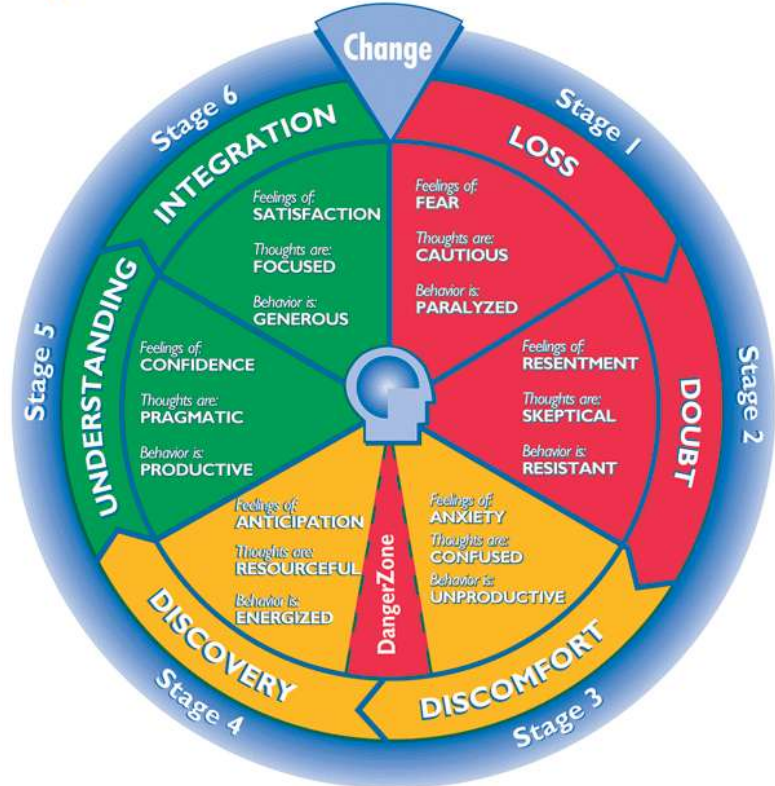 Change
Stage 1
LOSS
Feelings of:
FEAR
Thoughts are:
CAUTIOUS
Behavior is:
PARALYZED
Stage 2
DOUBT
Feelings of:
RESENTMENT
Thoughts are:
SKEPTICAL
Behavior is:
RESISTANT
Stage 3
DISCOMFORT
Feelings of:
ANXIETY
Thoughts are:
CONFUSED
Behavior is:
UNPRODUCTIVE
DangerZone
Stage 4
DISCOVERY
Feelings of:
ANTICIPATION
Thoughts are:
RESOURCEFUL
Behavior is:
ENERGIZED
Stage 5
UNDERSTANDING
Feelings of:
CONFIDENCE
Thoughts are:
PRAGMATIC
Behavior is:
PRODUCTIVE
Stage 6
INTEGRATION
Feelings of:
SATISFACTION
Thoughts are:
FOCUSED
Behavior is:
GENEROUS